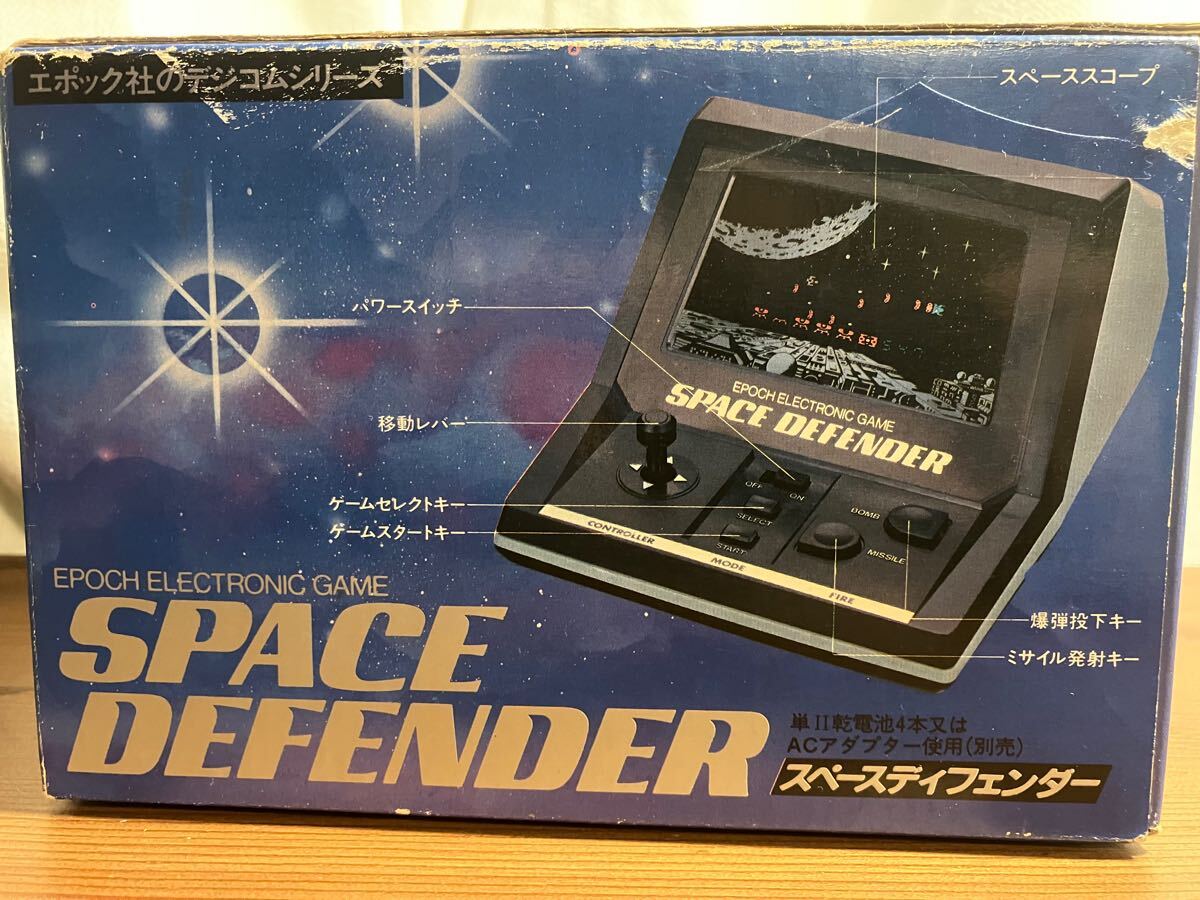 エポック社のデジコムシリーズ
スペーススコープ
パワースイッチ
移動レバー
ゲームセレクトキー
ゲームスタートキー
EPOCH ELECTRONIC GAME
SPACE DEFENDER
OFF
ON
SELECT
START
BOMB
MISSILE
CONTROLLER
MODE
FIRE
爆弾投下キー
ミサイル発射キー
EPOCH ELECTRONIC GAME
SPACE
DEFENDER
単II乾電池4本又は
ACアダプター使用(別売)
スペースディフェンダー